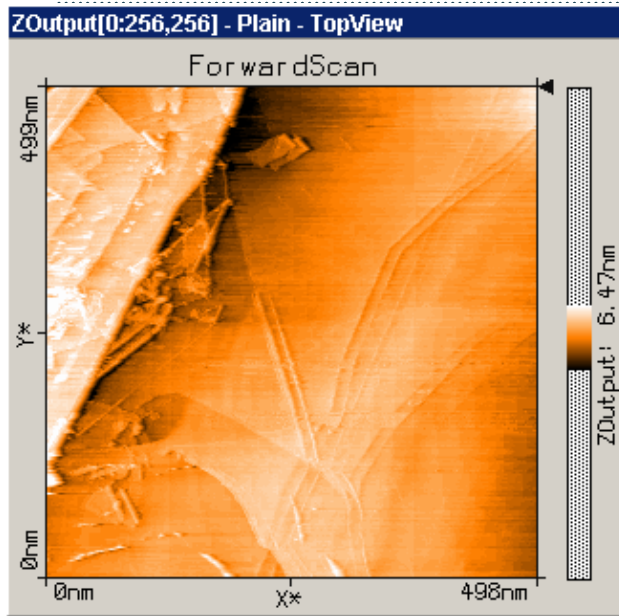 ZOutput[0:256,256] - Plain - TopView
ForwardScan
499nm
Y*
0nm
0nm
X*
498nm
ZOutput: 6.47nm